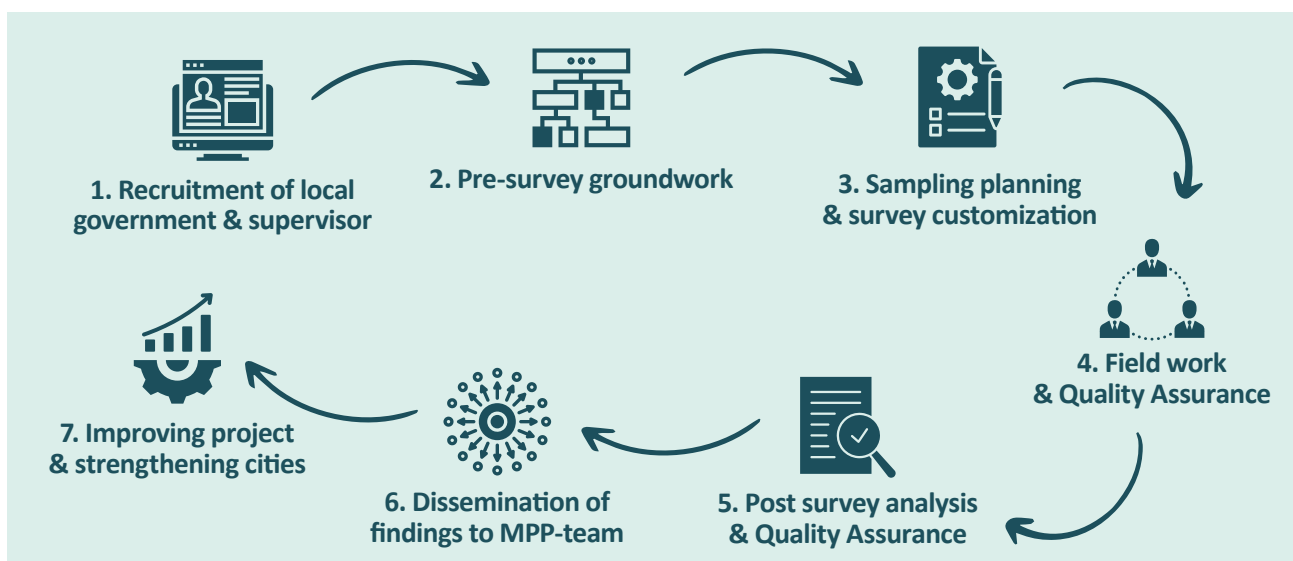 1. Recruitment of local
government & supervisor
2. Pre-survey groundwork
3. Sampling planning
& survey customization
4. Field work
& Quality Assurance
5. Post survey analysis
& Quality Assurance
6. Dissemination of
findings to MPP-team
7. Improving project
& strengthening cities